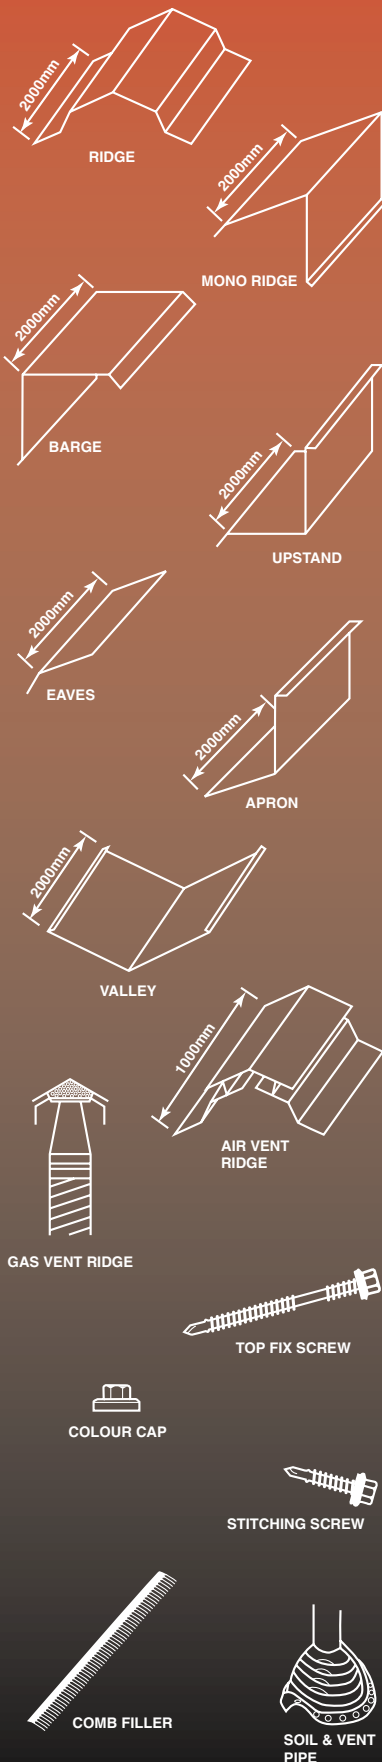 2000mm
RIDGE
2000mm
MONO RIDGE
2000mm
BARGE
2000mm
UPSTAND
2000mm
EAVES
2000mm
APRON
2000mm
VALLEY
1000mm
AIR VENT
RIDGE
GAS VENT RIDGE
TOP FIX SCREW
COLOUR CAP
STITCHING SCREW
COMB FILLER
SOIL & VENT
PIPE